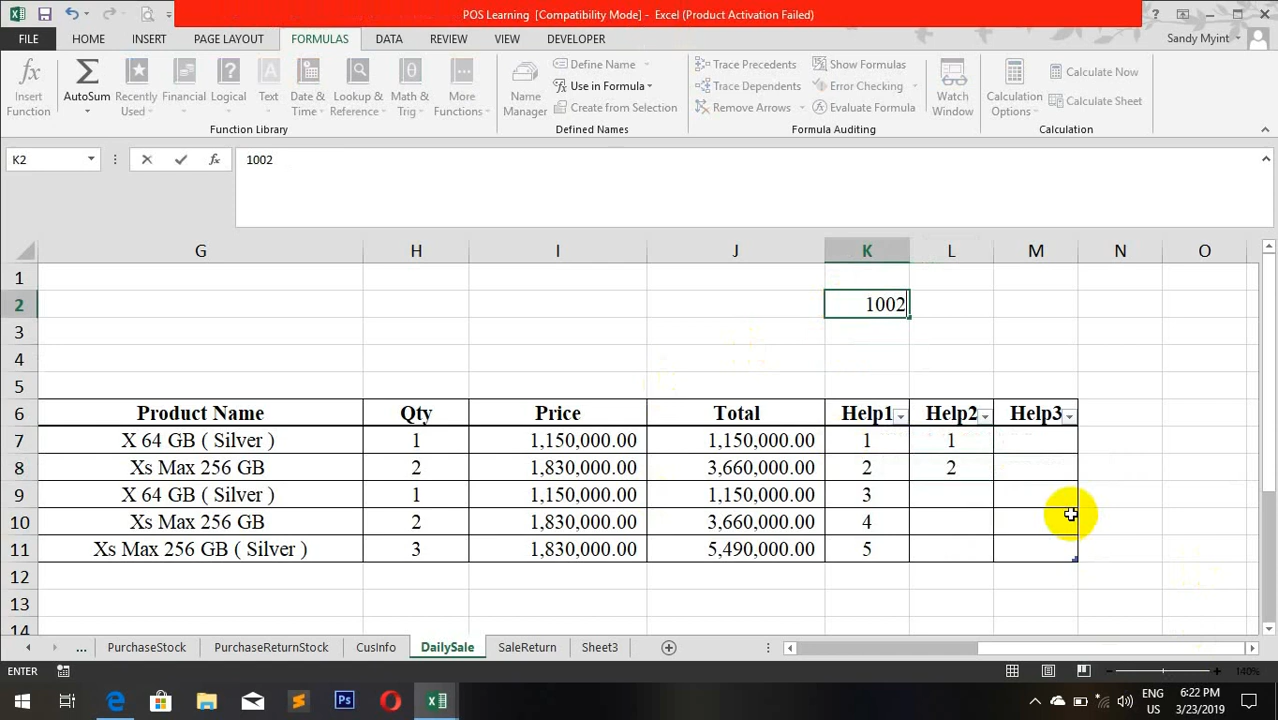 POS Learning [Compatibility Mode] - Excel (Product Activation Failed)
FILE HOME INSERT PAGE LAYOUT FORMULAS DATA REVIEW VIEW DEVELOPER Sandy Myint
Insert Function
AutoSum
Recently Used
Financial
Logical
Text
Date & Time
Lookup & Reference
Math & Trig
More Functions
Function Library
Name Manager
Define Name
Use in Formula
Create from Selection
Defined Names
Trace Precedents
Trace Dependents
Remove Arrows
Show Formulas
Error Checking
Evaluate Formula
Formula Auditing
Watch Window
Calculation Options
Calculate Now
Calculate Sheet
Calculation
K2 fx 1002
G H I J K L M N O
1
2 1002
3
4
5
6 Product Name Qty Price Total Help1 Help2 Help3
7 X 64 GB ( Silver ) 1 1,150,000.00 1,150,000.00 1 1
8 Xs Max 256 GB 2 1,830,000.00 3,660,000.00 2 2
9 X 64 GB ( Silver ) 1 1,150,000.00 1,150,000.00 3
10 Xs Max 256 GB 2 1,830,000.00 3,660,000.00 4
11 Xs Max 256 GB ( Silver ) 3 1,830,000.00 5,490,000.00 5
12
13
14
... PurchaseStock PurchaseReturnStock CusInfo DailySale SaleReturn Sheet3
ENTER 140%
ENG 6:22 PM
US 3/23/2019